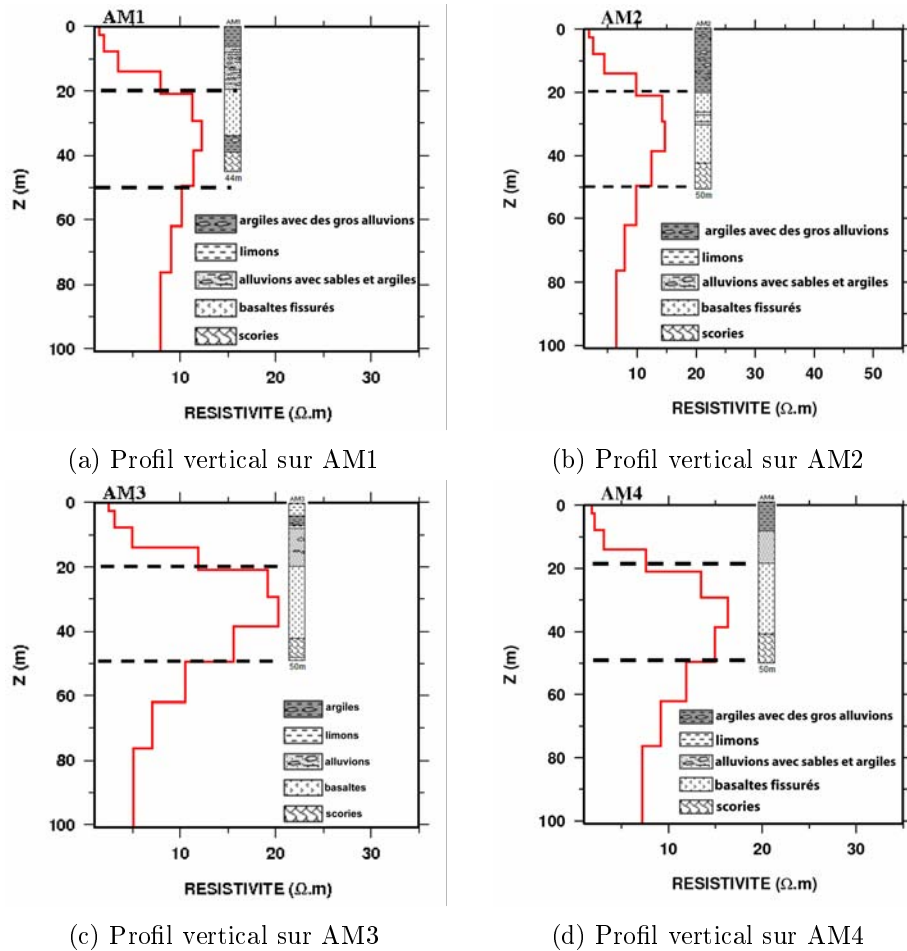 AM1
AM1
0
20
40
60
80
100
Z (m)
44m
argiles avec des gros alluvions
limons
alluvions avec sables et argiles
basaltes fissurés
scories
10
20
30
RESISTIVITE (Ω.m)
(a) Profil vertical sur AM1
AM2
AM2
0
20
40
60
80
100
Z (m)
50m
argiles avec des gros alluvions
limons
alluvions avec sables et argiles
basaltes fissurés
scories
10
20
30
40
50
RESISTIVITE (Ω.m)
(b) Profil vertical sur AM2
AM3
AM3
0
20
40
60
80
100
Z (m)
50m
argiles
limons
alluvions
basaltes
scories
10
20
30
RESISTIVITE (Ω.m)
(c) Profil vertical sur AM3
AM4
AM4
0
20
40
60
80
100
Z (m)
50m
argiles avec des gros alluvions
limons
alluvions avec sables et argiles
basaltes fissurés
scories
10
20
30
RESISTIVITE (Ω.m)
(d) Profil vertical sur AM4